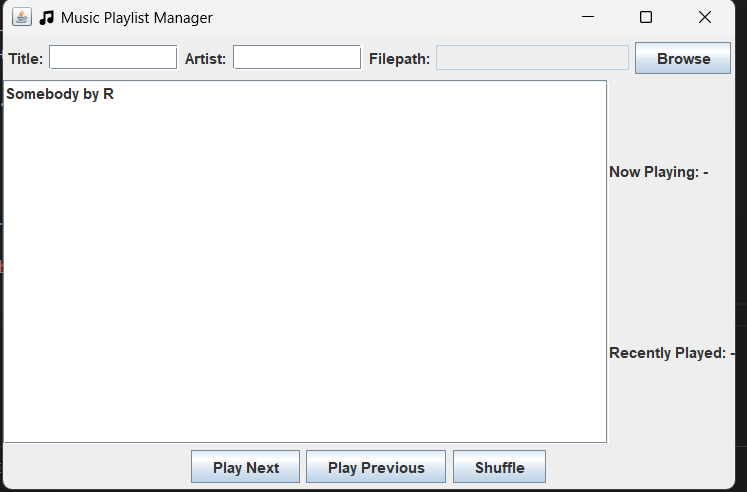 Music Playlist Manager
Title: Artist: Filepath: Browse
Somebody by R
Now Playing: -
Recently Played: -
Play Next Play Previous Shuffle